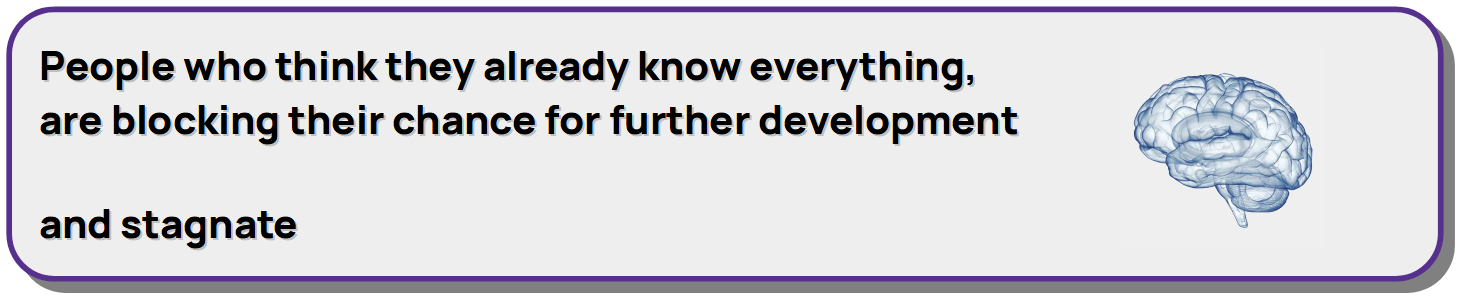 People who think they already know everything,
are blocking their chance for further development
and stagnate